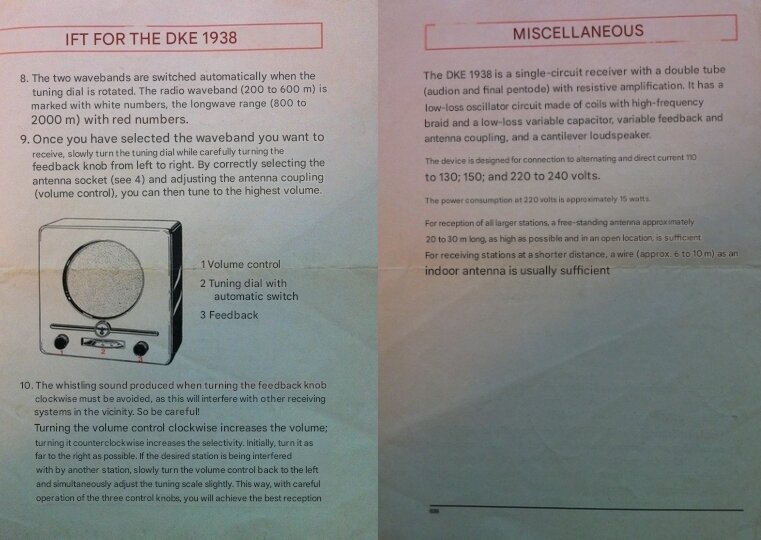 IFT FOR THE DKE 1938
8. The two wavebands are switched automatically when the
tuning dial is rotated. The radio waveband (200 to 600 m) is
marked with white numbers, the longwave range (800 to
2000 m) with red numbers.
9. Once you have selected the waveband you want to
receive, slowly turn the tuning dial while carefully turning the
feedback knob from left to right. By correctly selecting the
antenna socket (see 4) and adjusting the antenna coupling
(volume control), you can then tune to the highest volume.
1 Volume control
2 Tuning dial with
automatic switch
3 Feedback
1 2 3
10. The whistling sound produced when turning the feedback knob
clockwise must be avoided, as this will interfere with other receiving
systems in the vicinity. So be careful!
Turning the volume control clockwise increases the volume;
turning it counterclockwise increases the selectivity. Initially, turn it as
far to the right as possible. If the desired station is being interfered
with by another station, slowly turn the volume control back to the left
and simultaneously adjust the tuning scale slightly. This way, with careful
operation of the three control knobs, you will achieve the best reception
MISCELLANEOUS
The DKE 1938 is a single-circuit receiver with a double tube
(audion and final pentode) with resistive amplification. It has a
low-loss oscillator circuit made of coils with high-frequency
braid and a low-loss variable capacitor, variable feedback and
antenna coupling, and a cantilever loudspeaker.
The device is designed for connection to alternating and direct current 110
to 130; 150; and 220 to 240 volts.
The power consumption at 220 volts is approximately 15 watts.
For reception of all larger stations, a free-standing antenna approximately
20 to 30 m long, as high as possible and in an open location, is sufficient.
For receiving stations at a shorter distance, a wire (approx. 6 to 10 m) as an
indoor antenna is usually sufficient